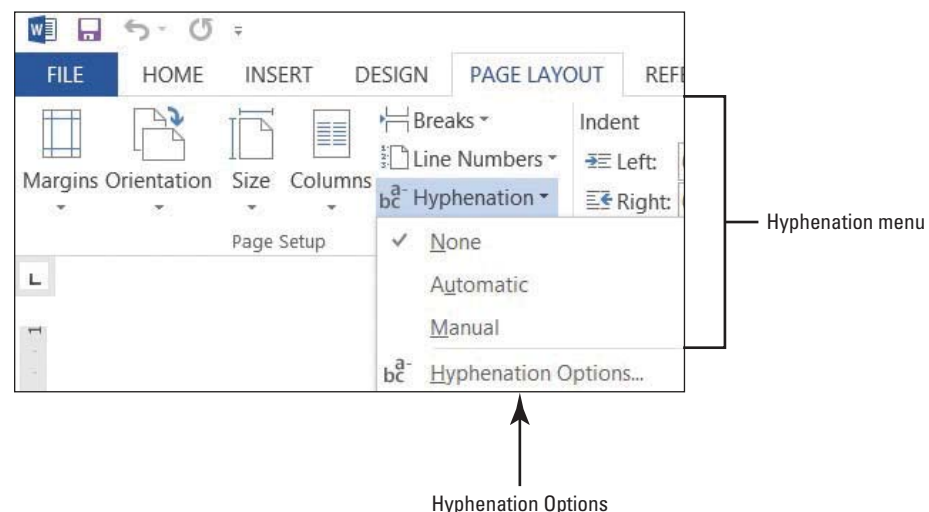 FILE HOME INSERT DESIGN PAGE LAYOUT REFE
Breaks
Indent
Line Numbers
Left:
Margins Orientation Size Columns
Hyphenation
Right:
Page Setup
None
Automatic
Manual
Hyphenation Options...
L
1
Hyphenation menu
Hyphenation Options